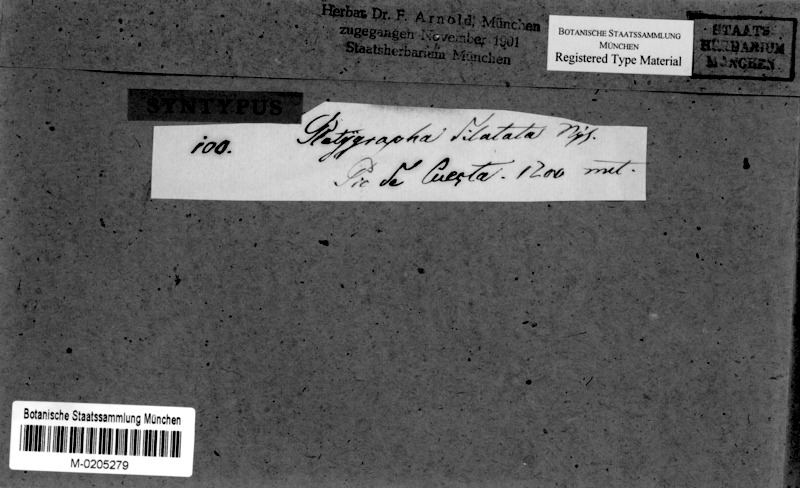 Herbar Dr. F. Arnold, München
zugegangen November 1901
Staatsherbarium München
BOTANISCHE STAATSSAMMLUNG
MÜNCHEN
Registered Type Material
STAATS
HERBARIUM
MÜNCHEN
SYNTYPUS
100. Platygrapha dilatata Nyl.
Pic de Cuesta. 1200 met.
Botanische Staatssammlung München
M-0205279